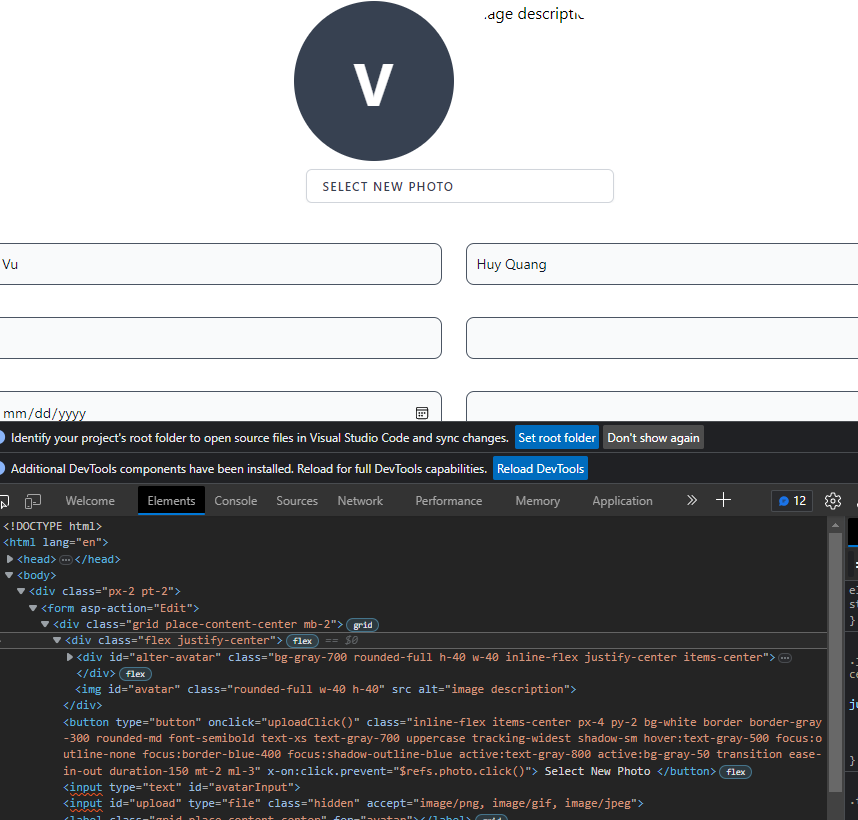 V
age descriptic
SELECT NEW PHOTO
Vu
Huy Quang
mm/dd/yyyy
Identify your project's root folder to open source files in Visual Studio Code and sync changes. Set root folder Don't show again
Additional DevTools components have been installed. Reload for full DevTools capabilities. Reload DevTools
Welcome Elements Console Sources Network Performance Memory Application 12
<!DOCTYPE html>
<html lang="en">
<head> ⋯ </head>
<body>
<div class="px-2 pt-2">
<form asp-action="Edit">
<div class="grid place-content-center mb-2"> grid
<div class="flex justify-center"> flex == $0
<div id="alter-avatar" class="bg-gray-700 rounded-full h-40 w-40 inline-flex justify-center items-center"> ⋯
</div> flex
<img id="avatar" class="rounded-full w-40 h-40" src alt="image description">
</div>
<button type="button" onclick="uploadClick()" class="inline-flex items-center px-4 py-2 bg-white border border-gray
-300 rounded-md font-semibold text-xs text-gray-700 uppercase tracking-widest shadow-sm hover:text-gray-500 focus:o
utline-none focus:border-blue-400 focus:shadow-outline-blue active:text-gray-800 active:bg-gray-50 transition ease-
in-out duration-150 mt-2 ml-3" x-on:click.prevent="$refs.photo.click()"> Select New Photo </button> flex
<input type="text" id="avatarInput">
<input id="upload" type="file" class="hidden" accept="image/png, image/gif, image/jpeg">
<label class="grid place-content-center" for="avatar"></label> grid